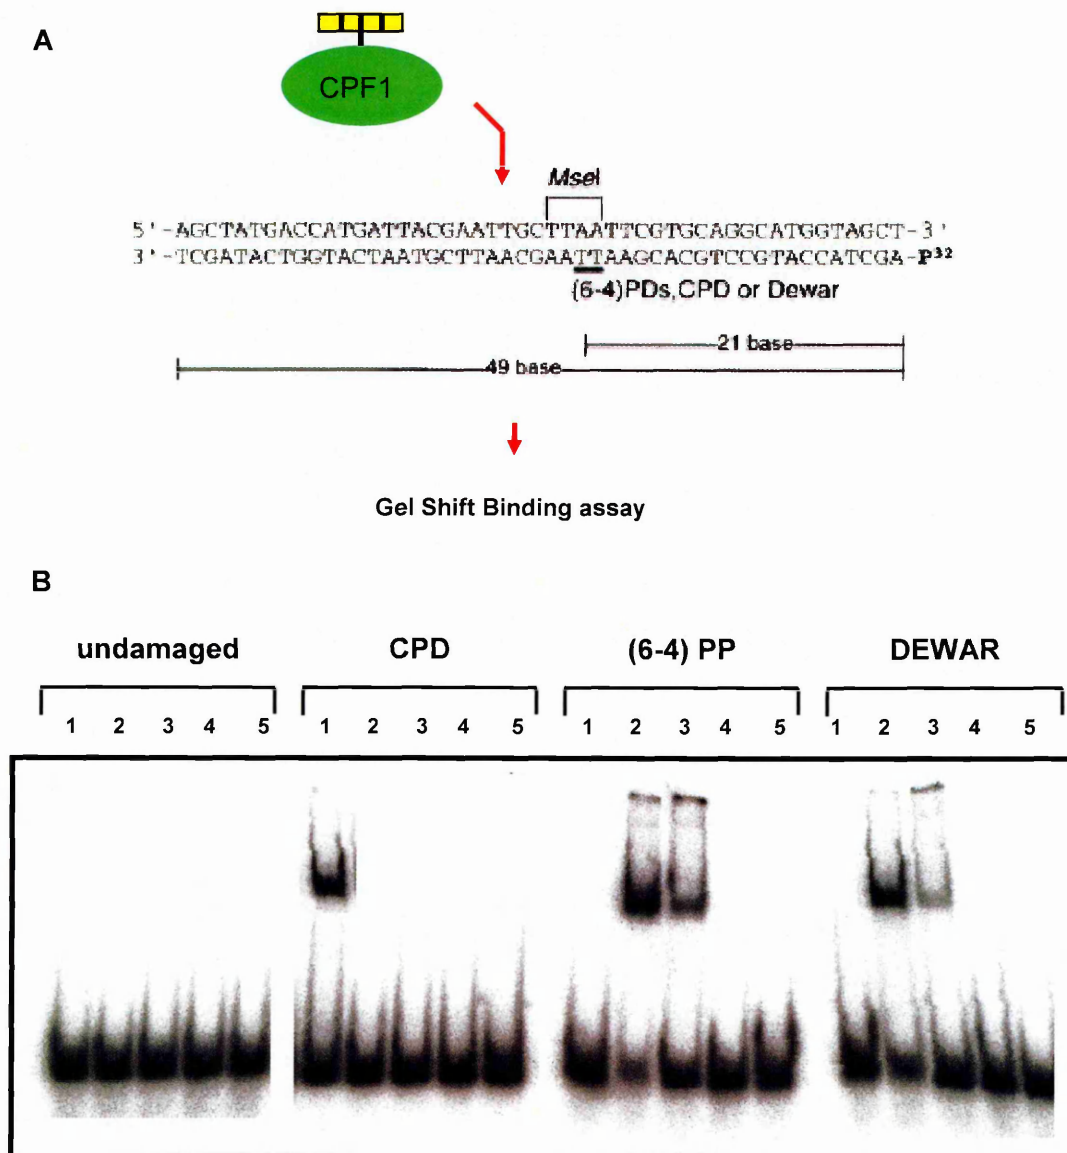 A
CPF1
MseI
5'-AGCTATGACCATGATTACGAATTGCTTAATTCGTGCAGGCATGGTAGCT-3'
3'-TCGATACTGGTACTAATGCTTAACGAATTAAGCACGTCCGTACCATCGA-P32
(6-4)PDs,CPD or Dewar
21 base
49 base
Gel Shift Binding assay
B
undamaged CPD (6-4) PP DEWAR
1 2 3 4 5 1 2 3 4 5 1 2 3 4 5 1 2 3 4 5